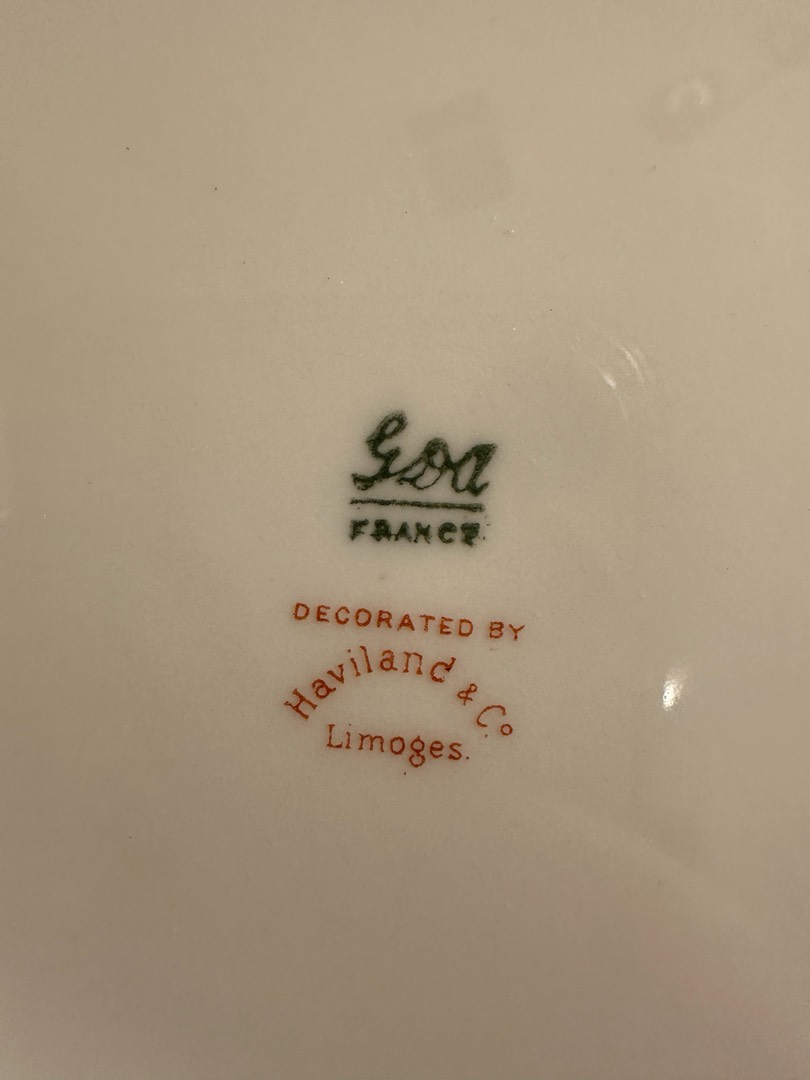 GDA
FRANCE
DECORATED BY
Haviland & Co
Limoges.